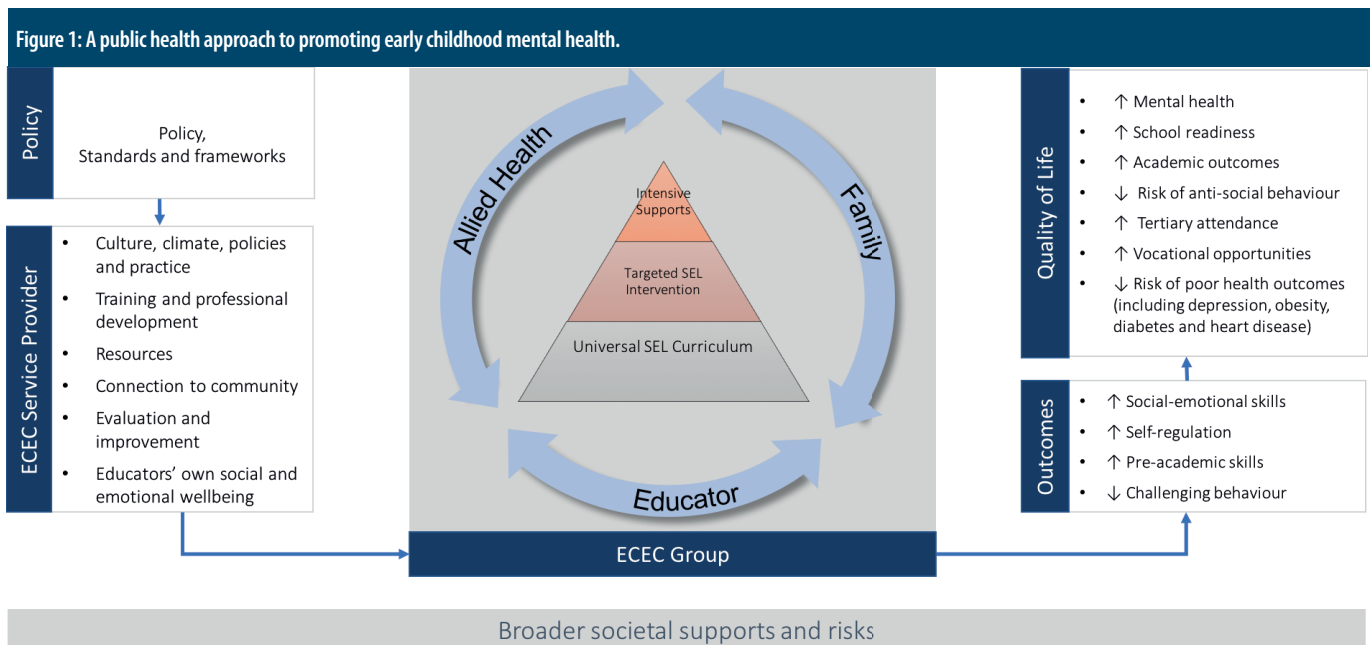 Figure 1: A public health approach to promoting early childhood mental health.
Policy
Policy,
Standards and frameworks
ECEC Service Provider
• Culture, climate, policies
and practice
• Training and professional
development
• Resources
• Connection to community
• Evaluation and
improvement
• Educators’ own social and
emotional wellbeing
Allied Health
Family
Educator
Intensive
Supports
Targeted SEL
Intervention
Universal SEL Curriculum
ECEC Group
Quality of Life
• ↑ Mental health
• ↑ School readiness
• ↑ Academic outcomes
• ↓ Risk of anti-social behaviour
• ↑ Tertiary attendance
• ↑ Vocational opportunities
• ↓ Risk of poor health outcomes
(including depression, obesity,
diabetes and heart disease)
Outcomes
• ↑ Social-emotional skills
• ↑ Self-regulation
• ↑ Pre-academic skills
• ↓ Challenging behaviour
Broader societal supports and risks